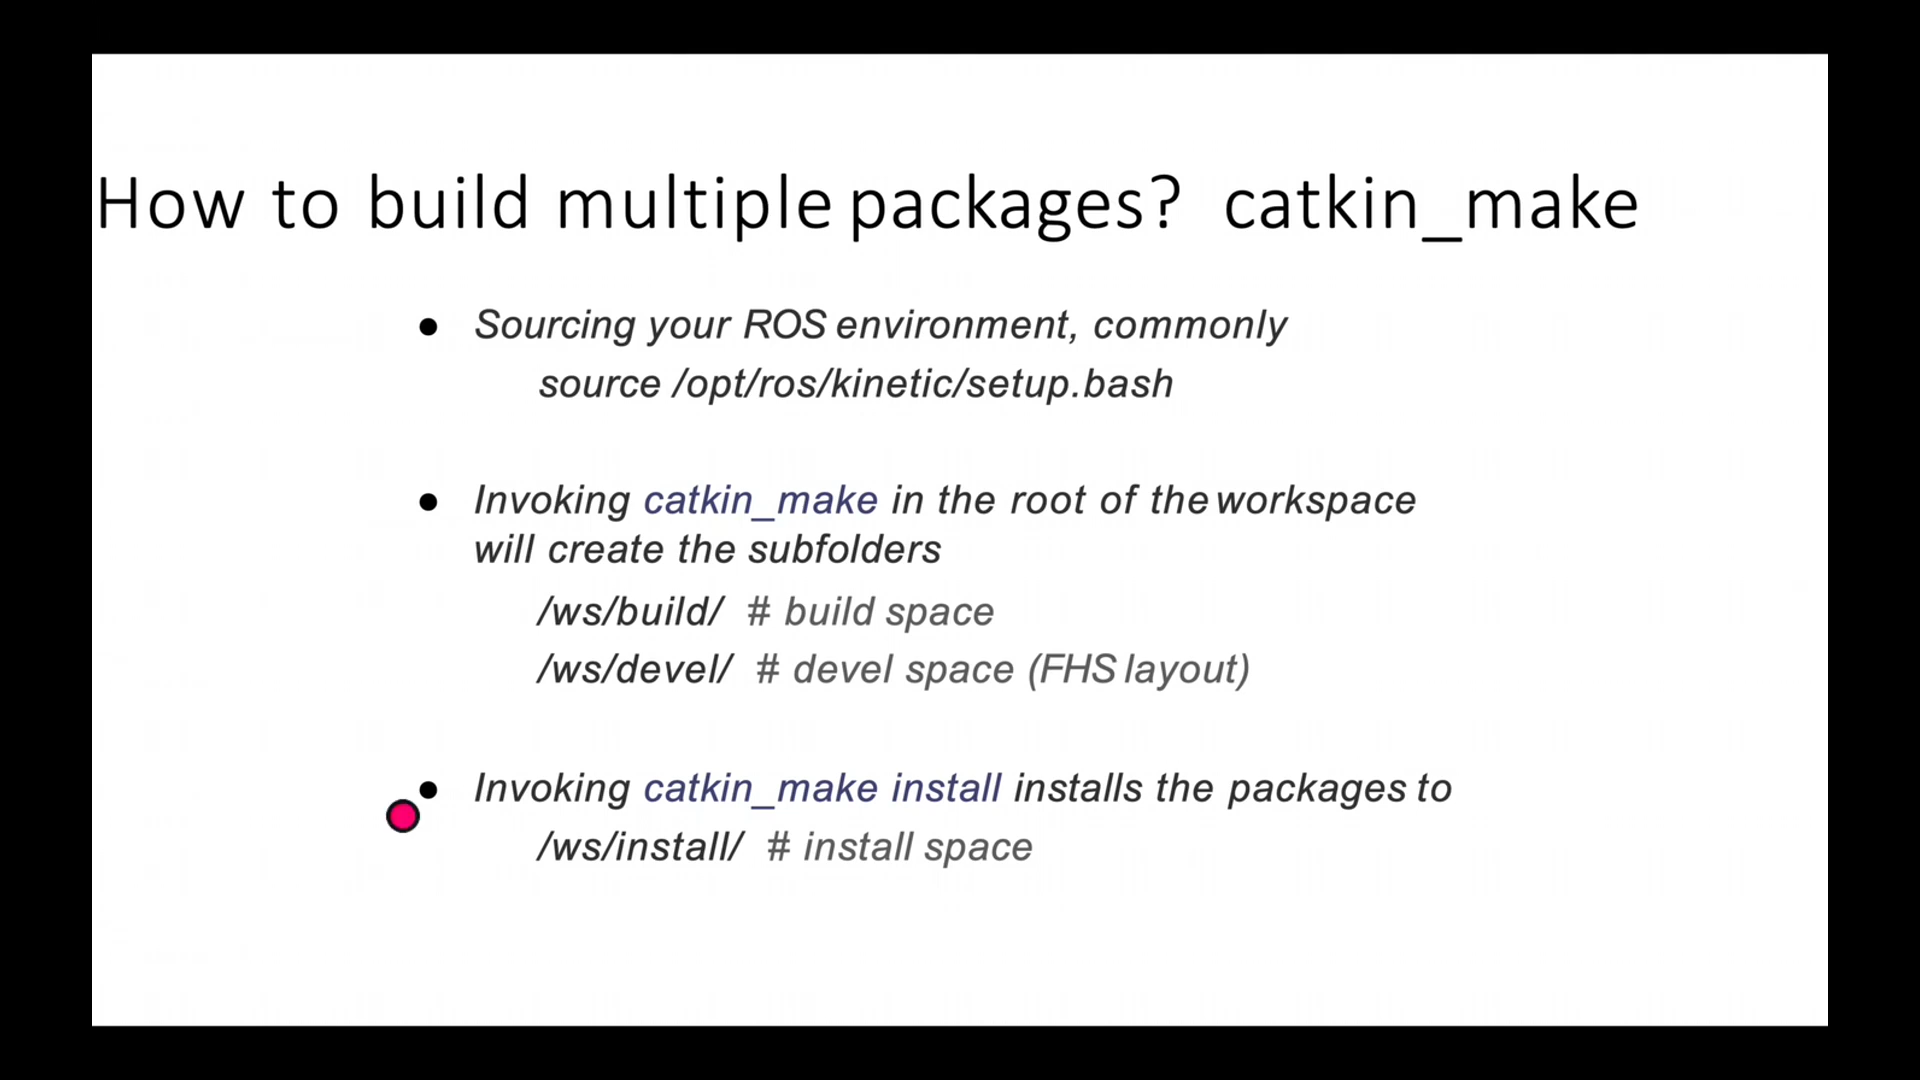 How to build multiple packages? catkin_make
● Sourcing your ROS environment, commonly
source /opt/ros/kinetic/setup.bash
● Invoking catkin_make in the root of the workspace
will create the subfolders
/ws/build/ # build space
/ws/devel/ # devel space (FHS layout)
● Invoking catkin_make install installs the packages to
/ws/install/ # install space